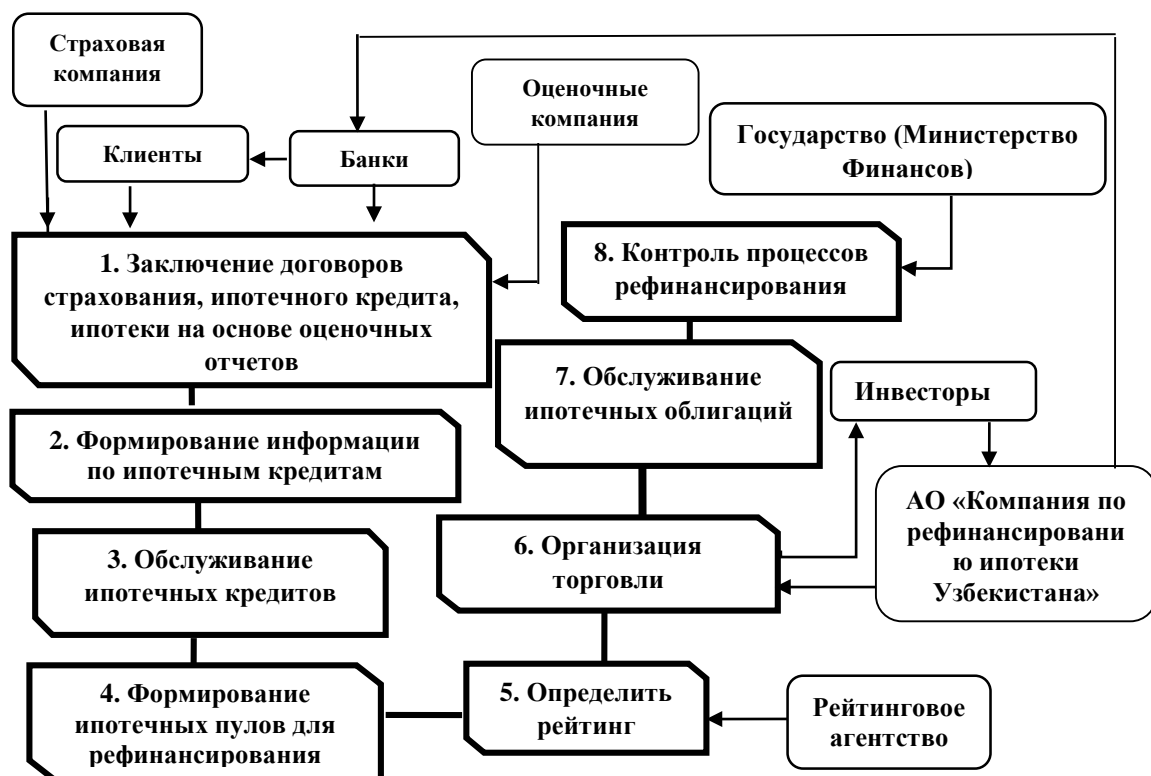 Страховая
компания
Оценочные
компания
Клиенты
Банки
Государство (Министерство
Финансов)
1. Заключение договоров
страхования, ипотечного кредита,
ипотеки на основе оценочных
отчетов
8. Контроль процессов
рефинансирования
7. Обслуживание
ипотечных облигаций
Инвесторы
2. Формирование информации
по ипотечным кредитам
АО «Компания по
рефинансировани
ю ипотеки
Узбекистана»
3. Обслуживание
ипотечных кредитов
6. Организация
торговли
4. Формирование
ипотечных пулов для
рефинансирования
5. Определить
рейтинг
Рейтинговое
агентство